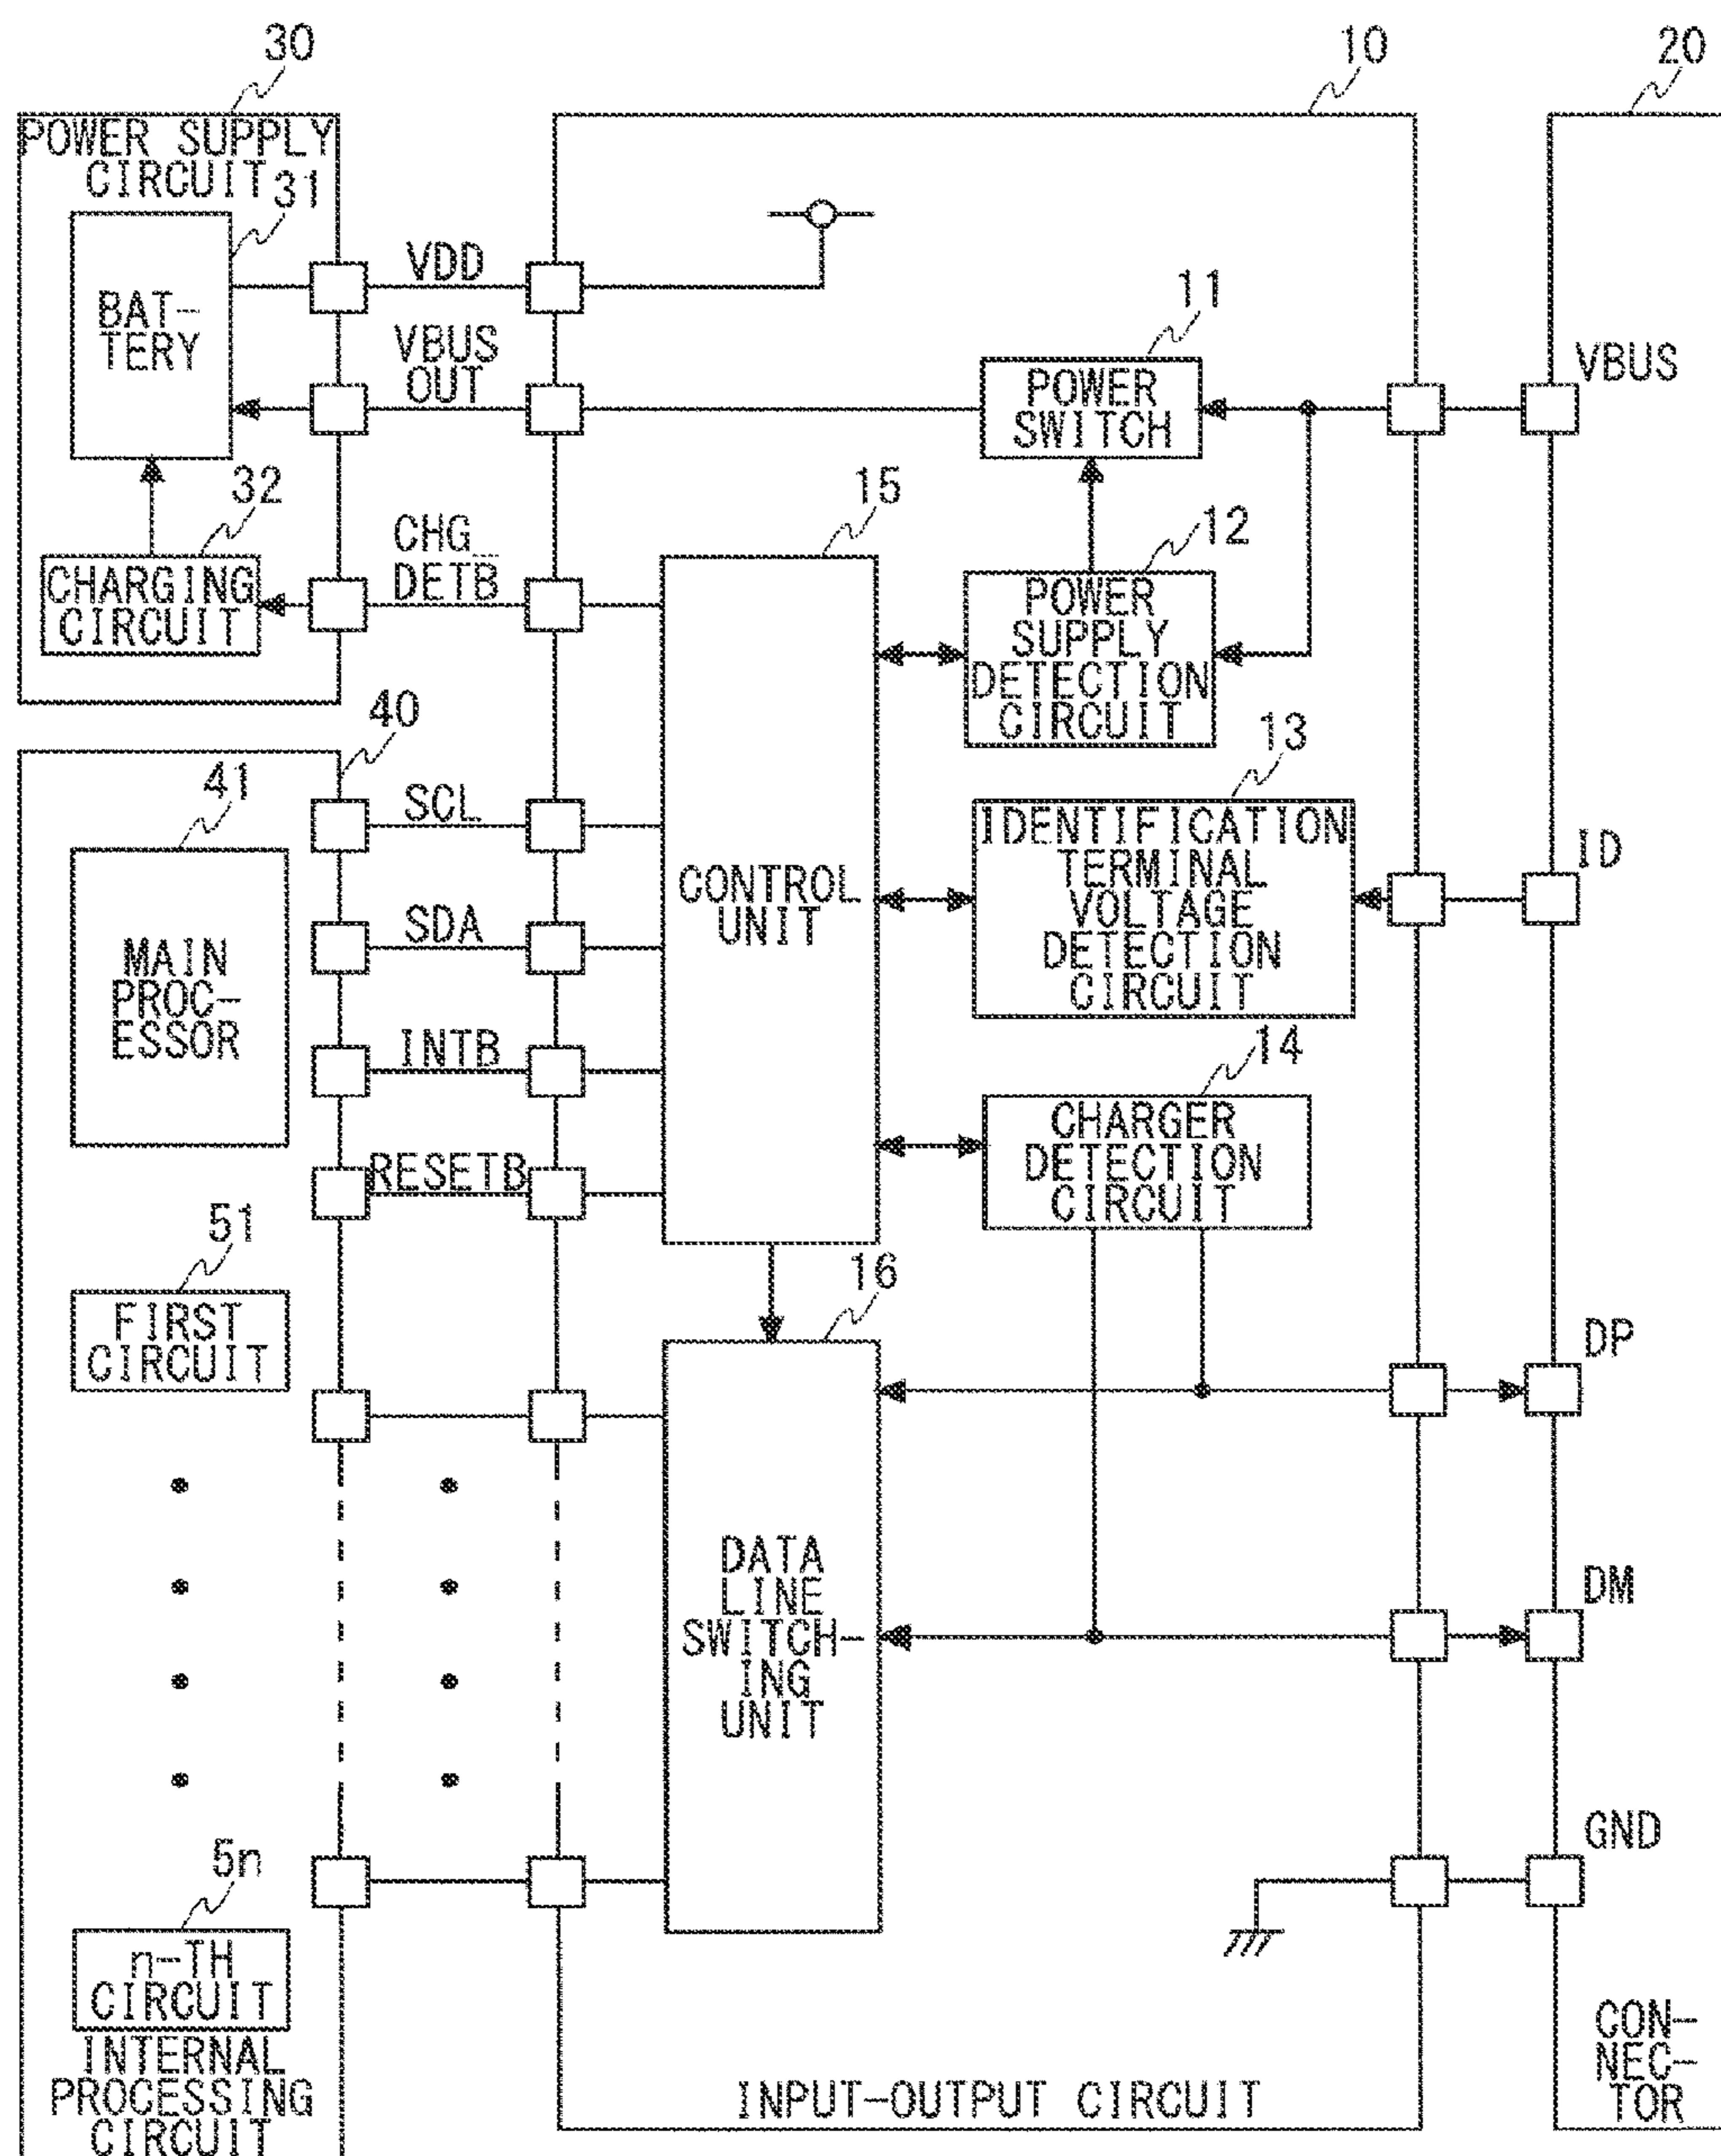 30
10
20
POWER SUPPLY
CIRCUIT
31
BAT-
TERY
VDD
VBUS
OUT
11
POWER
SWITCH
VBUS
32
CHARGING
CIRCUIT
CHG_
DETB
15
CONTROL
UNIT
12
POWER
SUPPLY
DETECTION
CIRCUIT
40
41
MAIN
PROC-
ESSOR
SCL
SDA
INTB
RESETB
13
IDENTIFICATION
TERMINAL
VOLTAGE
DETECTION
CIRCUIT
ID
14
CHARGER
DETECTION
CIRCUIT
51
FIRST
CIRCUIT
16
DATA
LINE
SWITCH-
ING
UNIT
DP
DM
GND
5n
n-TH
CIRCUIT
INTERNAL
PROCESSING
CIRCUIT
INPUT-OUTPUT CIRCUIT
CON-
NEC-
TOR